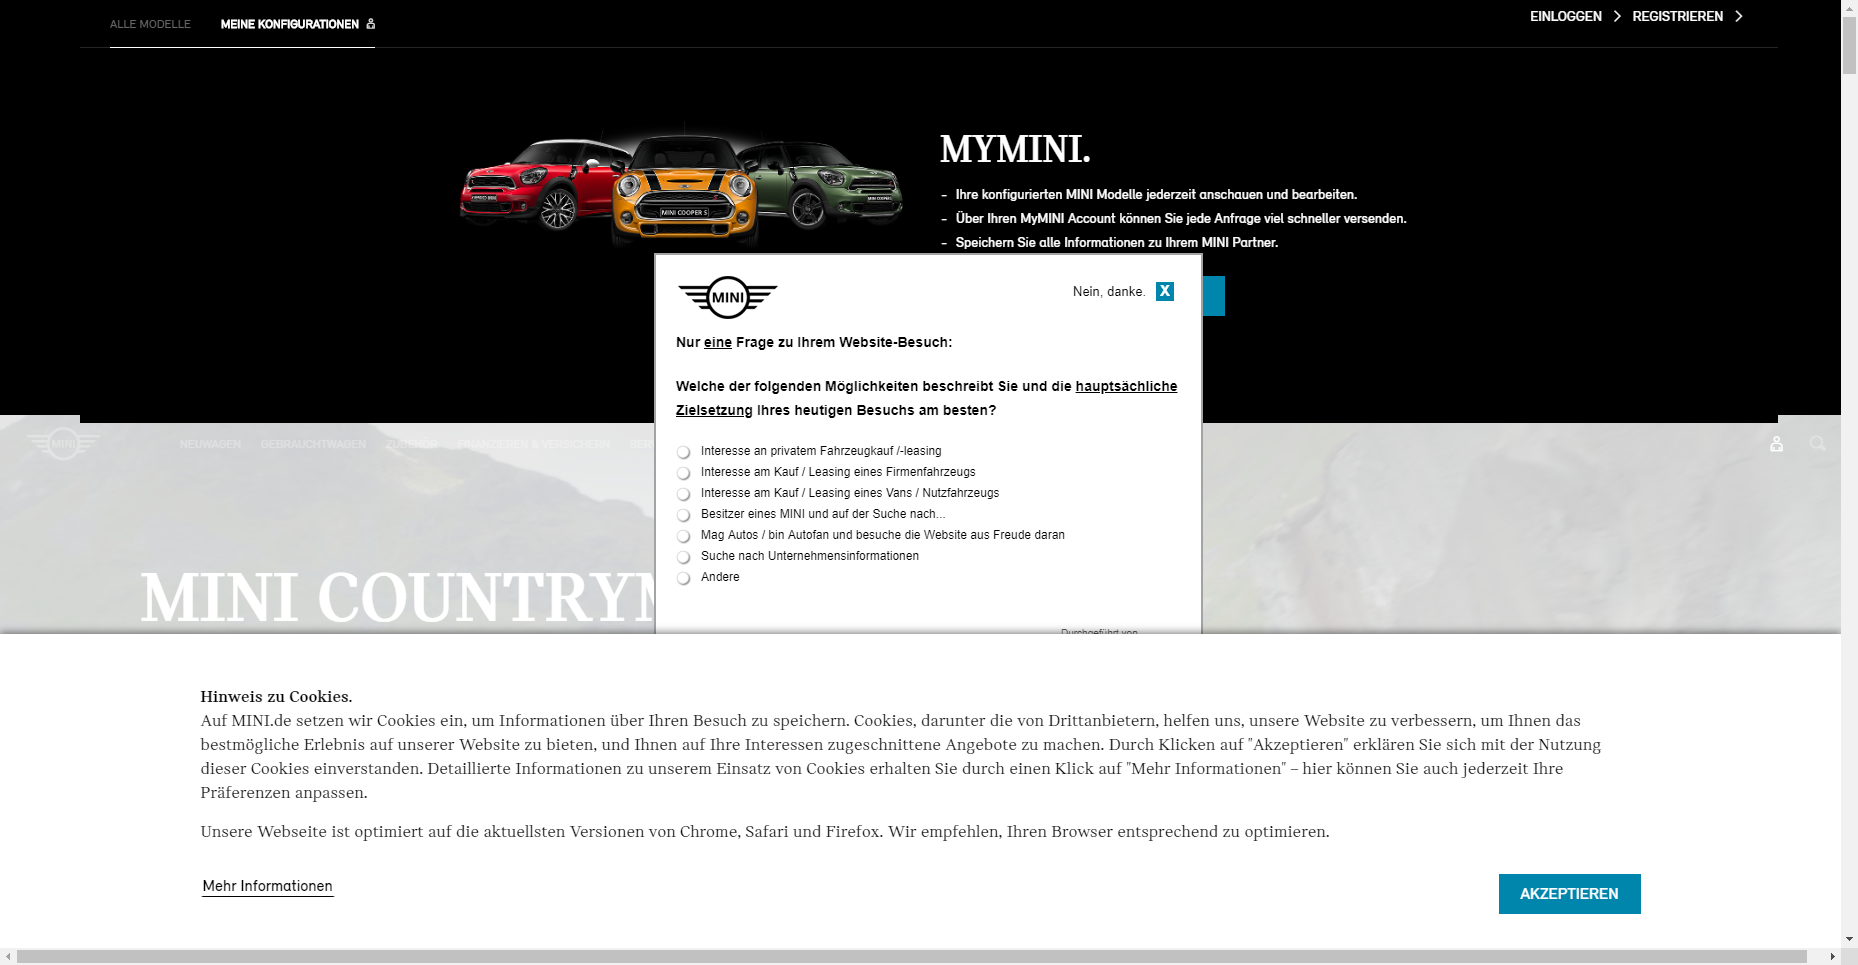 ALLE MODELLE
MEINE KONFIGURATIONEN
EINLOGGEN
REGISTRIEREN
MYMINI.
- Ihre konfigurierten MINI Modelle jederzeit anschauen und bearbeiten.
- Über Ihren MyMINI Account können Sie jede Anfrage viel schneller versenden.
- Speichern Sie alle Informationen zu Ihrem MINI Partner.
MINI COOPER S
MINI
Nein, danke. X
Nur eine Frage zu Ihrem Website-Besuch:
Welche der folgenden Möglichkeiten beschreibt Sie und die hauptsächliche
Zielsetzung Ihres heutigen Besuchs am besten?
Interesse an privatem Fahrzeugkauf /-leasing
Interesse am Kauf / Leasing eines Firmenfahrzeugs
Interesse am Kauf / Leasing eines Vans / Nutzfahrzeugs
Besitzer eines MINI und auf der Suche nach...
Mag Autos / bin Autofan und besuche die Website aus Freude daran
Suche nach Unternehmensinformationen
Andere
Durchgeführt von
MINI
NEUWAGEN GEBRAUCHTWAGEN ZUBEHÖR FINANZIEREN & VERSICHERN
MINI COUNTRYM
Hinweis zu Cookies.
Auf MINI.de setzen wir Cookies ein, um Informationen über Ihren Besuch zu speichern. Cookies, darunter die von Drittanbietern, helfen uns, unsere Website zu verbessern, um Ihnen das
bestmögliche Erlebnis auf unserer Website zu bieten, und Ihnen auf Ihre Interessen zugeschnittene Angebote zu machen. Durch Klicken auf "Akzeptieren" erklären Sie sich mit der Nutzung
dieser Cookies einverstanden. Detaillierte Informationen zu unserem Einsatz von Cookies erhalten Sie durch einen Klick auf "Mehr Informationen" – hier können Sie auch jederzeit Ihre
Präferenzen anpassen.
Unsere Webseite ist optimiert auf die aktuellsten Versionen von Chrome, Safari und Firefox. Wir empfehlen, Ihren Browser entsprechend zu optimieren.
Mehr Informationen
AKZEPTIEREN